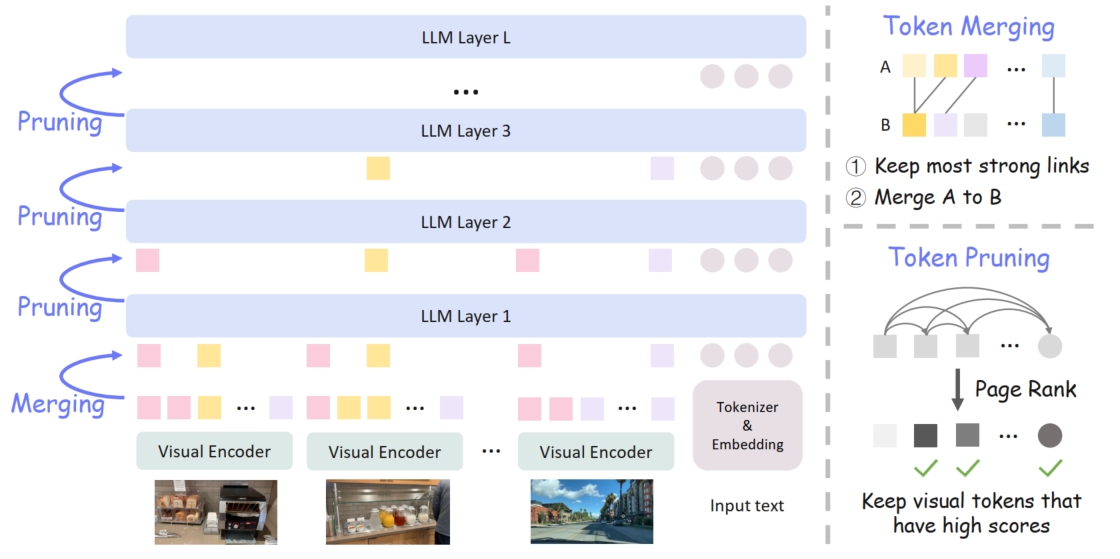 LLM Layer L
...
Pruning
LLM Layer 3
Pruning
LLM Layer 2
Pruning
LLM Layer 1
Merging
...
...
...
Tokenizer
&
Embedding
Visual Encoder
Visual Encoder
...
Visual Encoder
Input text
Token Merging
A
...
B
...
① Keep most strong links
② Merge A to B
Token Pruning
...
Page Rank
...
Keep visual tokens that
have high scores